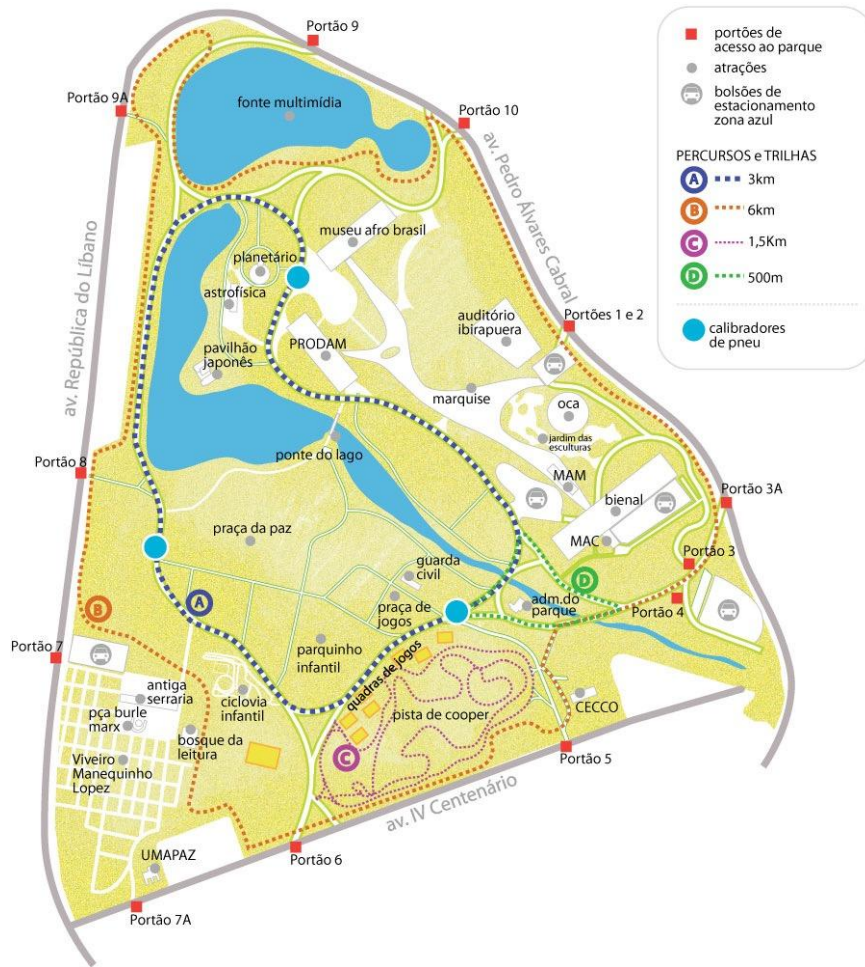 Portão 9
Portão 9A
fonte multimídia
Portão 10
av. Pedro Álvares Cabral
portões de
acesso ao parque
atrações
bolsões de
estacionamento
zona azul
PERCURSOS e TRILHAS
A 3km
B 6km
C 1,5Km
D 500m
calibradores
de pneu
museu afro brasil
planetário
astrofísica
av. República do Líbano
auditório
ibirapuera
Portões 1 e 2
pavilhão
japonês
PRODAM
marquise
oca
jardim das
esculturas
ponte do lago
Portão 8
MAM
bienal
Portão 3A
praça da paz
MAC
guarda
civil
Portão 3
D
A
B
praça de
jogos
adm.do
parque
Portão 4
Portão 7
parquinho
infantil
quadras de jogos
antiga
serraria
ciclovia
infantil
pista de cooper
CECCO
pça burle
marx
bosque da
leitura
C
Portão 5
Viveiro
Manequinho
Lopez
av. IV Centenário
UMAPAZ
Portão 6
Portão 7A